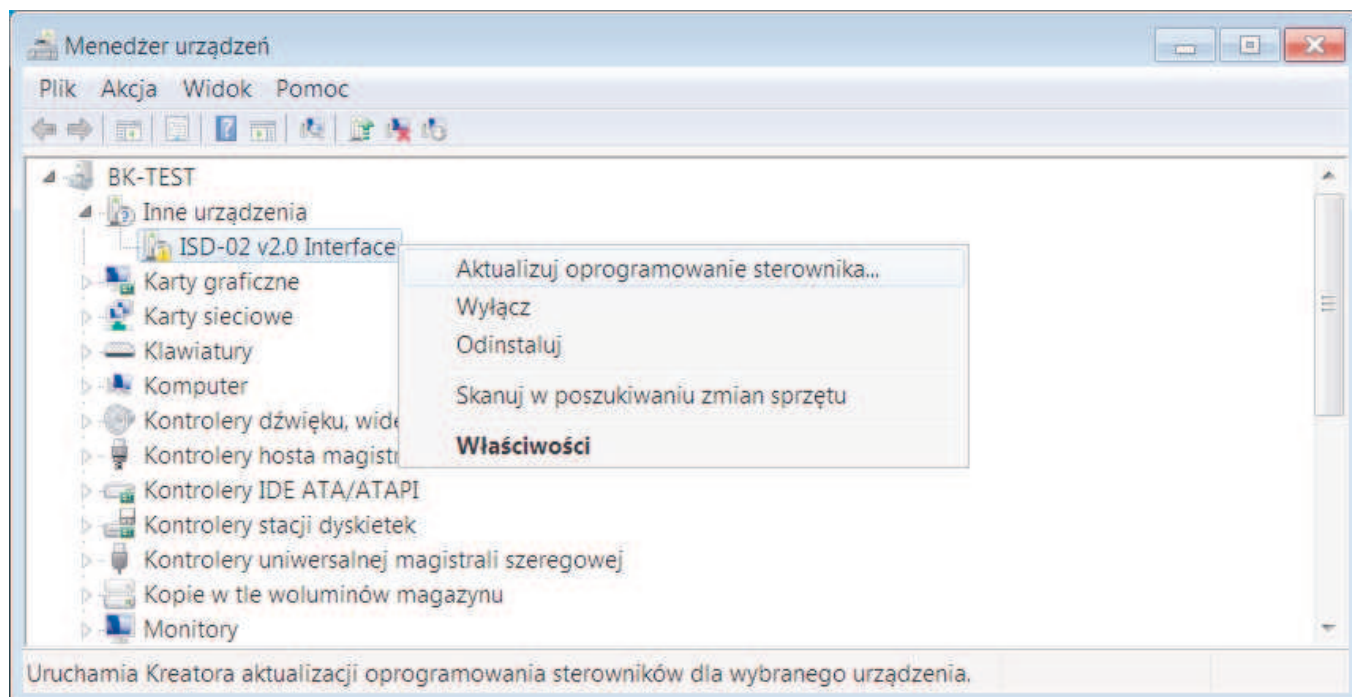 Menedżer urządzeń
Plik Akcja Widok Pomoc
BK-TEST
Inne urządzenia
ISD-02 v2.0 Interface
Aktualizuj oprogramowanie sterownika...
Karty graficzne
Wyłącz
Karty sieciowe
Odinstaluj
Klawiatury
Komputer
Skanuj w poszukiwaniu zmian sprzętu
Kontrolery dźwięku, wide
Właściwości
Kontrolery hosta magistr
Kontrolery IDE ATA/ATAPI
Kontrolery stacji dyskietek
Kontrolery uniwersalnej magistrali szeregowej
Kopie w tle woluminów magazynu
Monitory
Uruchamia Kreatora aktualizacji oprogramowania sterowników dla wybranego urządzenia.